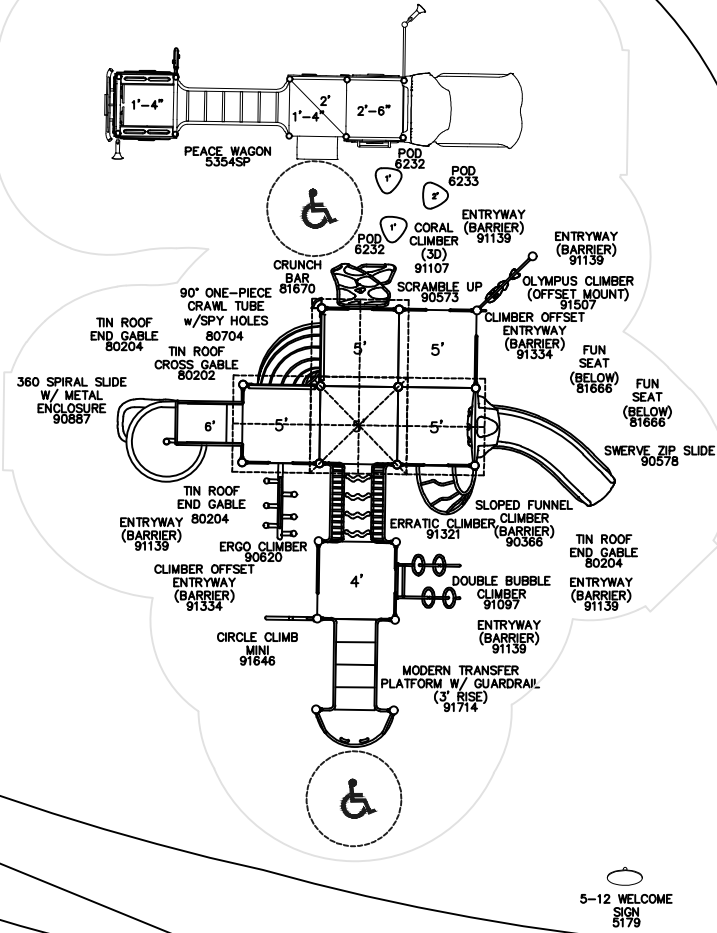 1'-4"
2'
1'-4"
2'-6"
PEACE WAGON
5354SP
POD
6232
1'
POD
6233
2'
1'
POD
6232
CORAL
CLIMBER
(3D)
91107
ENTRYWAY
(BARRIER)
91139
ENTRYWAY
(BARRIER)
91139
CRUNCH
BAR
81670
SCRAMBLE UP
90573
OLYMPUS CLIMBER
(OFFSET MOUNT)
91507
90° ONE-PIECE
CRAWL TUBE
w/SPY HOLES
80704
CLIMBER OFFSET
ENTRYWAY
(BARRIER)
91334
TIN ROOF
END GABLE
80204
TIN ROOF
CROSS GABLE
80202
5'
5'
FUN
SEAT
(BELOW)
81666
FUN
SEAT
(BELOW)
81666
360 SPIRAL SLIDE
W/ METAL
ENCLOSURE
90887
6'
5'
5'
SWERVE ZIP SLIDE
90578
TIN ROOF
END GABLE
80204
ENTRYWAY
(BARRIER)
91139
ERGO CLIMBER
90620
ERRATIC CLIMBER
91321
SLOPED FUNNEL
CLIMBER
(BARRIER)
90366
TIN ROOF
END GABLE
80204
CLIMBER OFFSET
ENTRYWAY
(BARRIER)
91334
4'
DOUBLE BUBBLE
CLIMBER
91097
ENTRYWAY
(BARRIER)
91139
CIRCLE CLIMB
MINI
91646
ENTRYWAY
(BARRIER)
91139
MODERN TRANSFER
PLATFORM W/ GUARDRAIL
(3' RISE)
91714
5-12 WELCOME
SIGN
5179